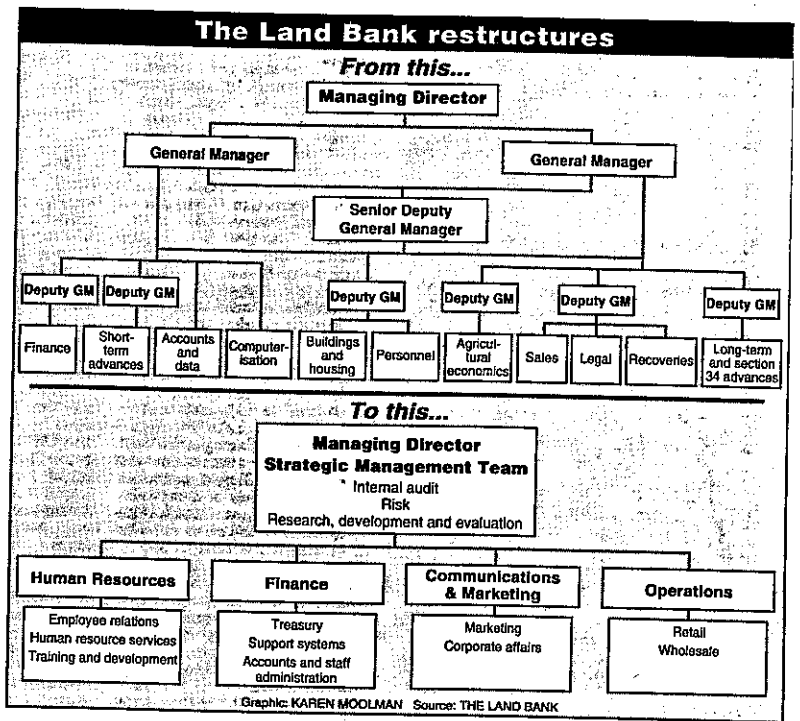 The Land Bank restructures
From this...
Managing Director
General Manager
General Manager
Senior Deputy
General Manager
Deputy GM
Deputy GM
Deputy GM
Deputy GM
Deputy GM
Deputy GM
Finance
Short-
term
advances
Accounts
and
data
Computer-
isation
Buildings
and
housing
Personnel
Agricul-
tural
economics
Sales
Legal
Recoveries
Long-term
and section
34 advances
To this...
Managing Director
Strategic Management Team
Internal audit
Risk
Research, development and evaluation
Human Resources
Employee relations
Human resource services
Training and development
Finance
Treasury
Support systems
Accounts and staff
administration
Communications
& Marketing
Marketing
Corporate affairs
Operations
Retail
Wholesale
Graphic: KAREN MOOLMAN Source: THE LAND BANK